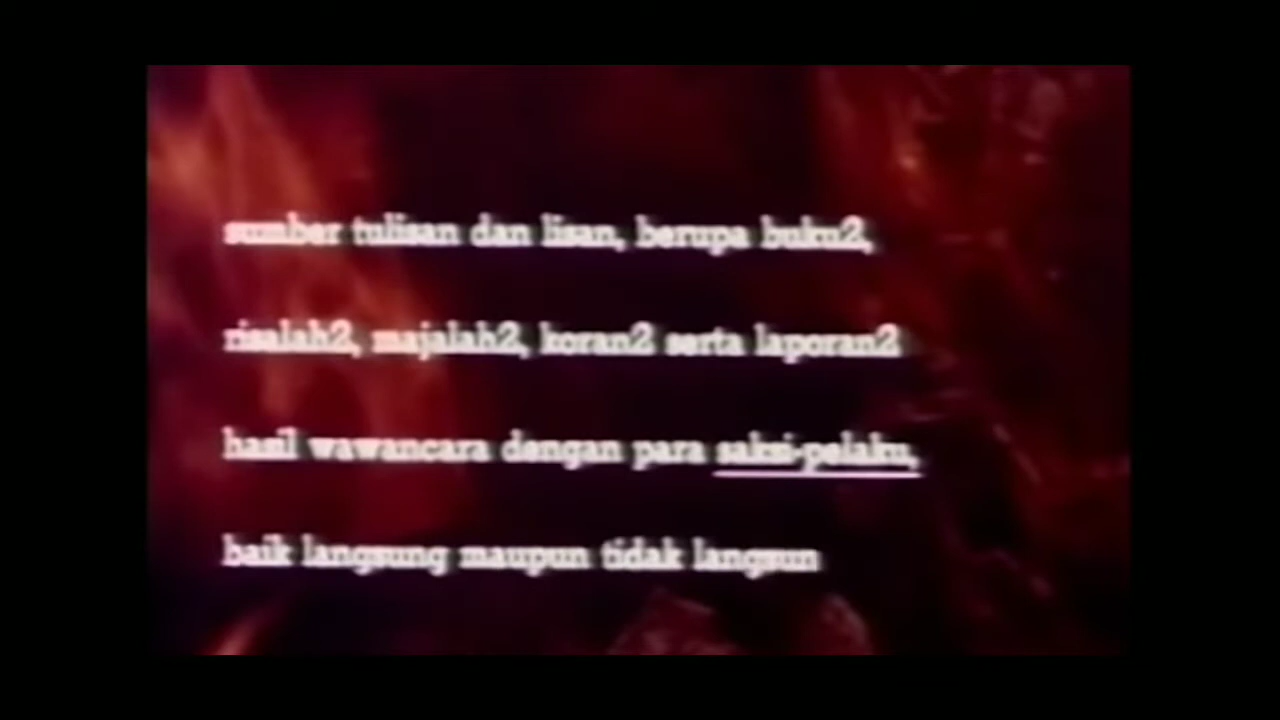 sumber tulisan dan lisan, berupa buku2,
risalah2, majalah2, koran2 serta laporan2
hasil wawancara dengan para saksi-pelaku,
baik langsung maupun tidak langsun